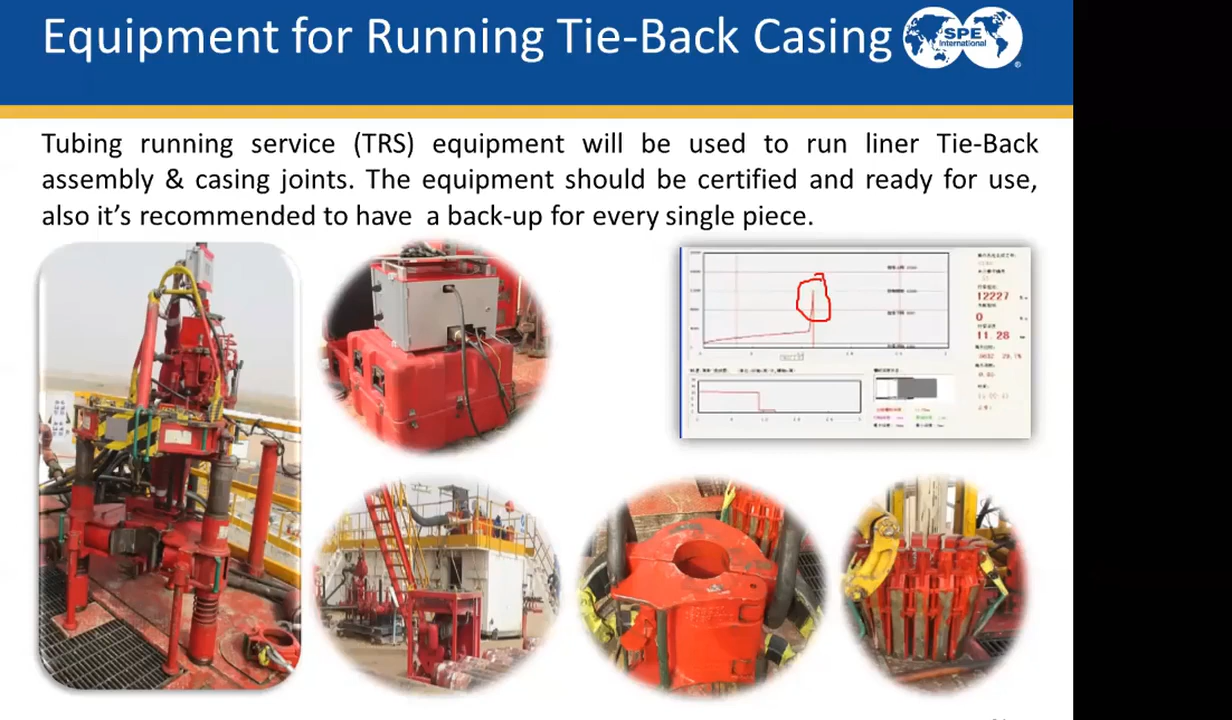 Equipment for Running Tie-Back Casing
SPE
International
Tubing running service (TRS) equipment will be used to run liner Tie-Back
assembly & casing joints. The equipment should be certified and ready for use,
also it's recommended to have a back-up for every single piece.
12227
0
11.28